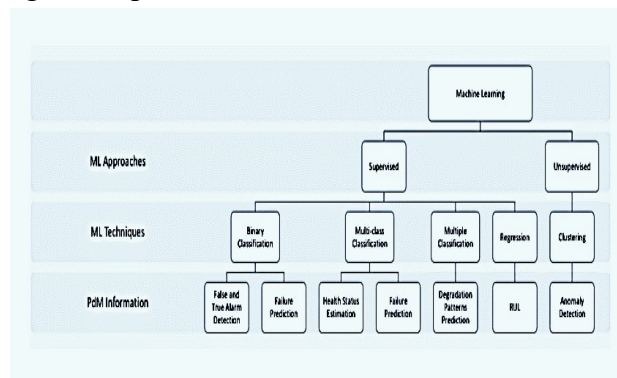 Machine Learning
ML Approaches
Supervised
Unsupervised
ML Techniques
Binary
Classification
Multi-class
Classification
Multiple
Classification
Regression
Clustering
PdM Information
False and
True Alarm
Detection
Failure
Prediction
Health Status
Estimation
Failure
Prediction
Degradation
Patterns
Prediction
RUL
Anomaly
Detection